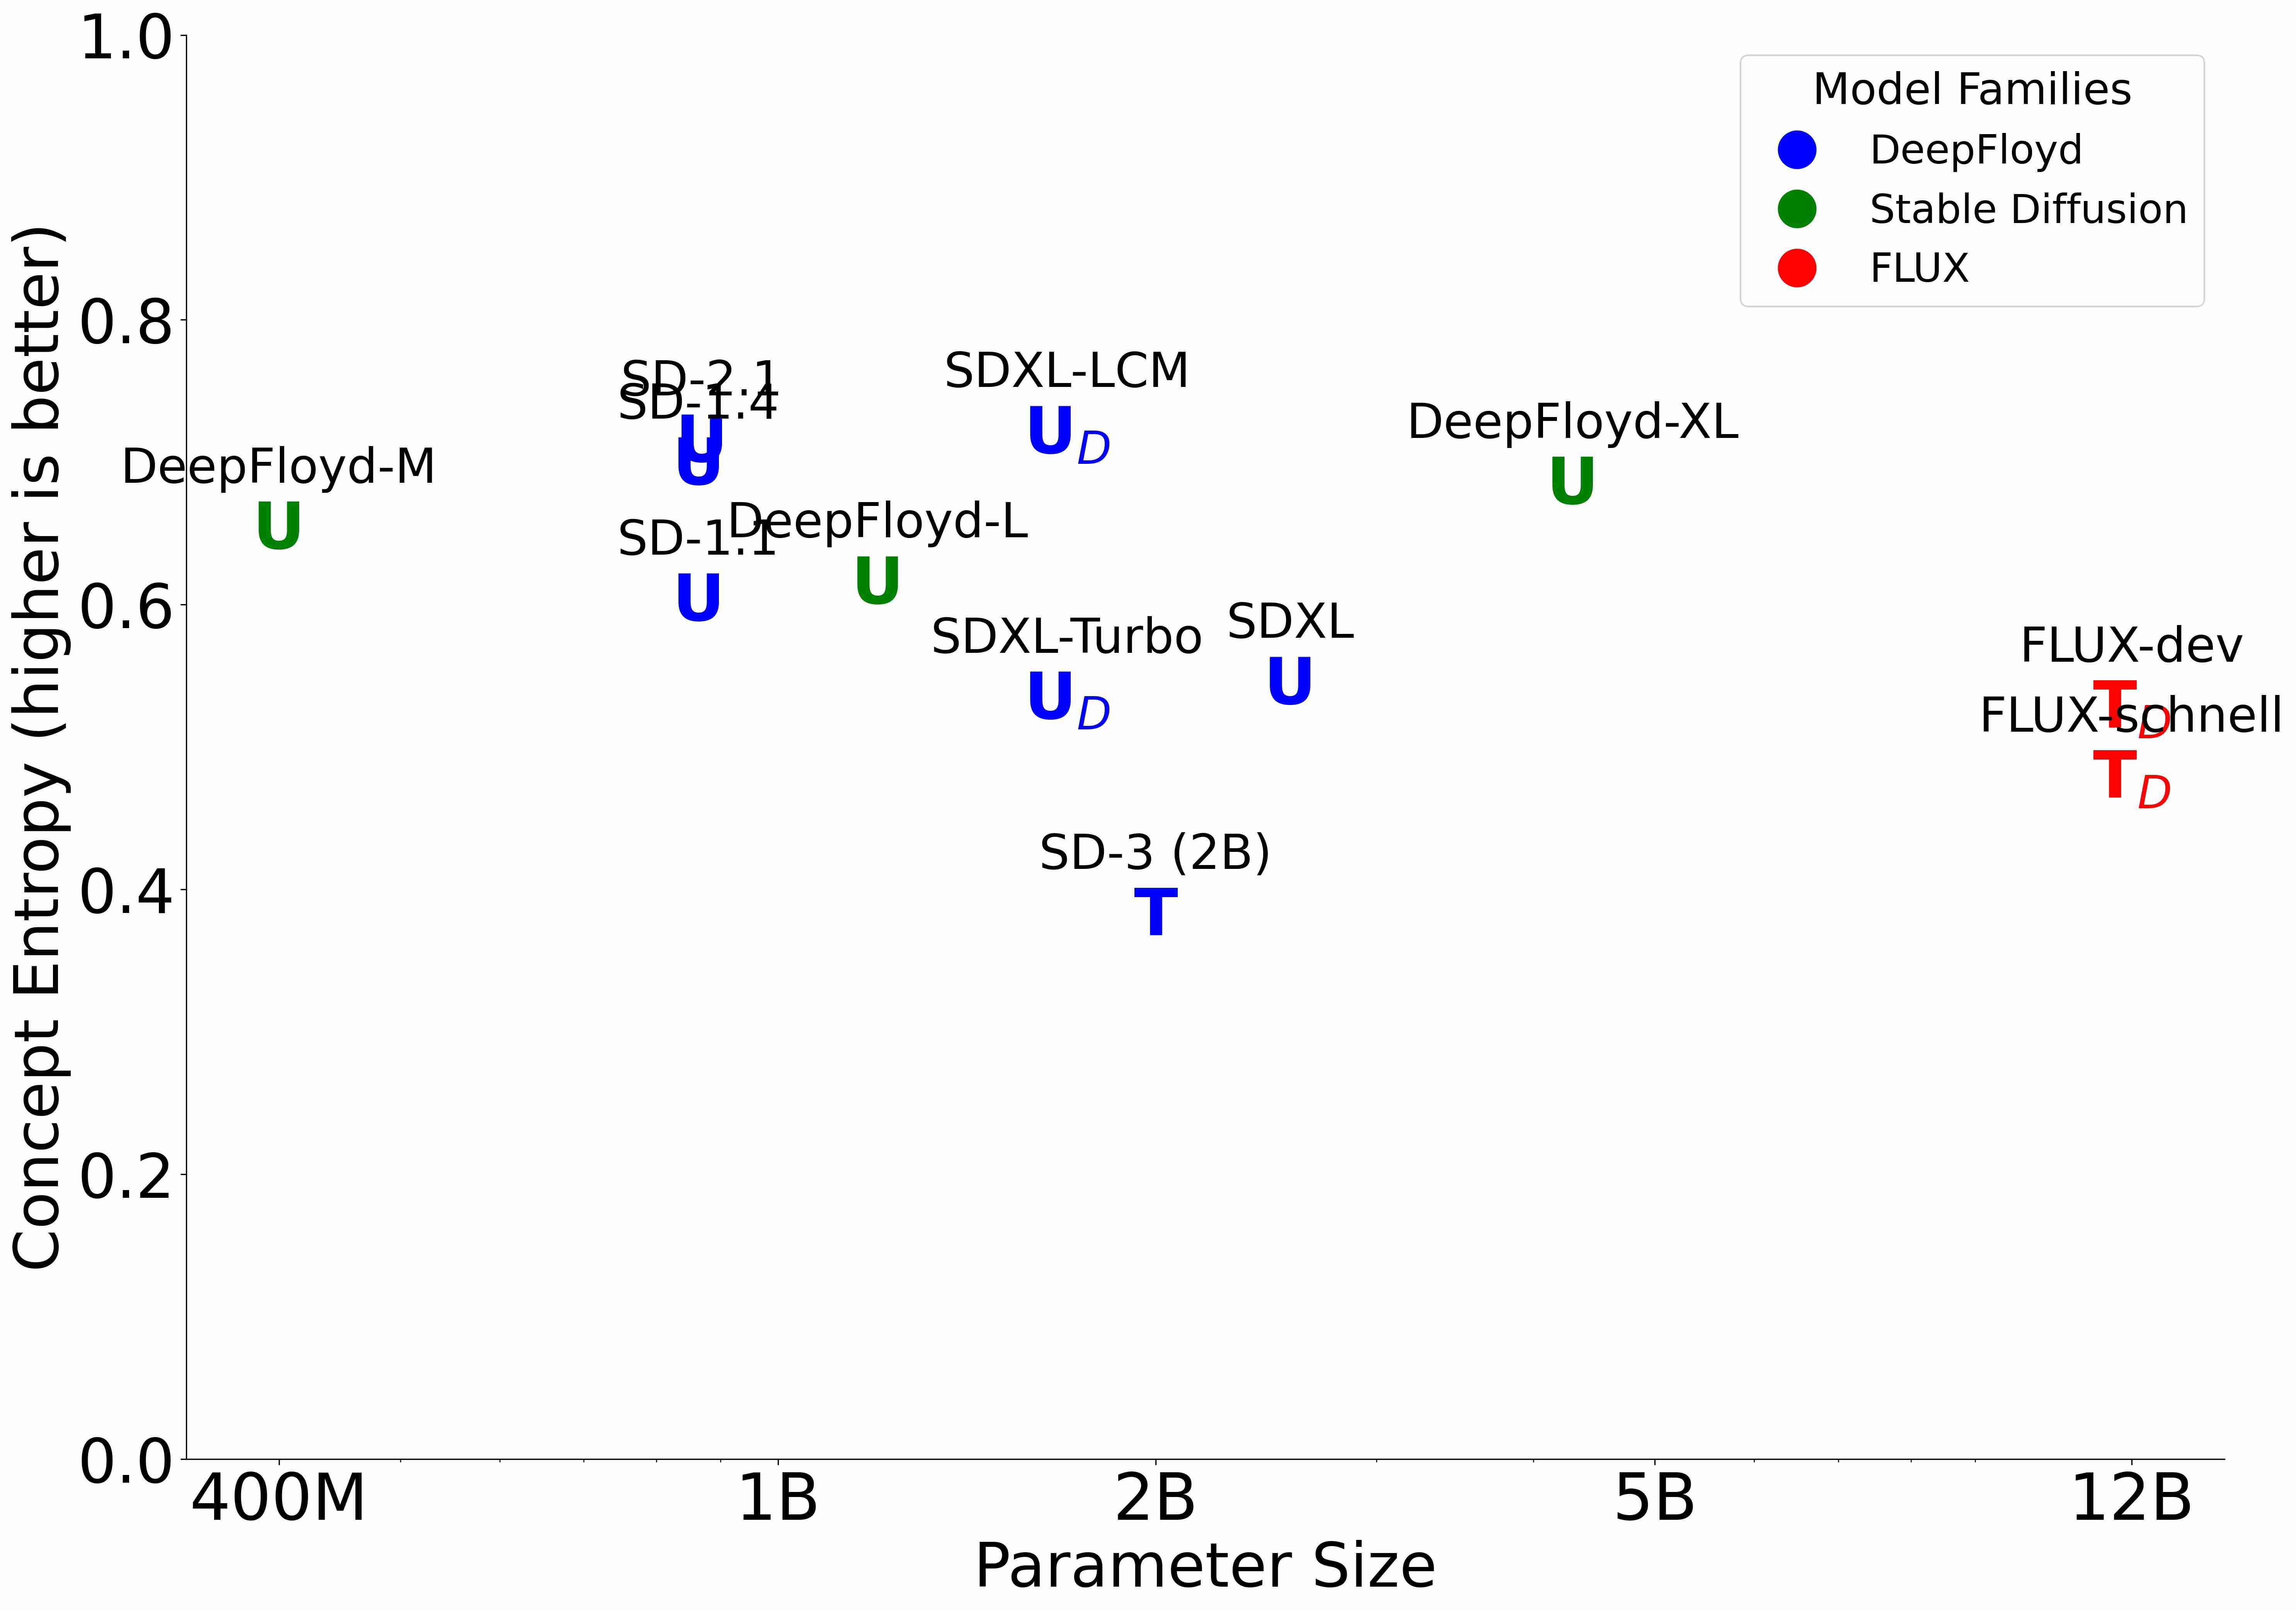 Concept Entropy (higher is better)
1.0
0.8
0.6
0.4
0.2
0.0
Model Families
DeepFloyd
Stable Diffusion
FLUX
SD-2.1
U
SD-1.4
U
SDXL-LCM
U D
DeepFloyd-XL
U
DeepFloyd-M
U
SD-1.1
U
DeepFloyd-L
U
SDXL-Turbo
U D
SDXL
U
FLUX-dev
T D
FLUX-schnell
T D
SD-3 (2B)
T
400M 1B 2B 5B 12B
Parameter Size